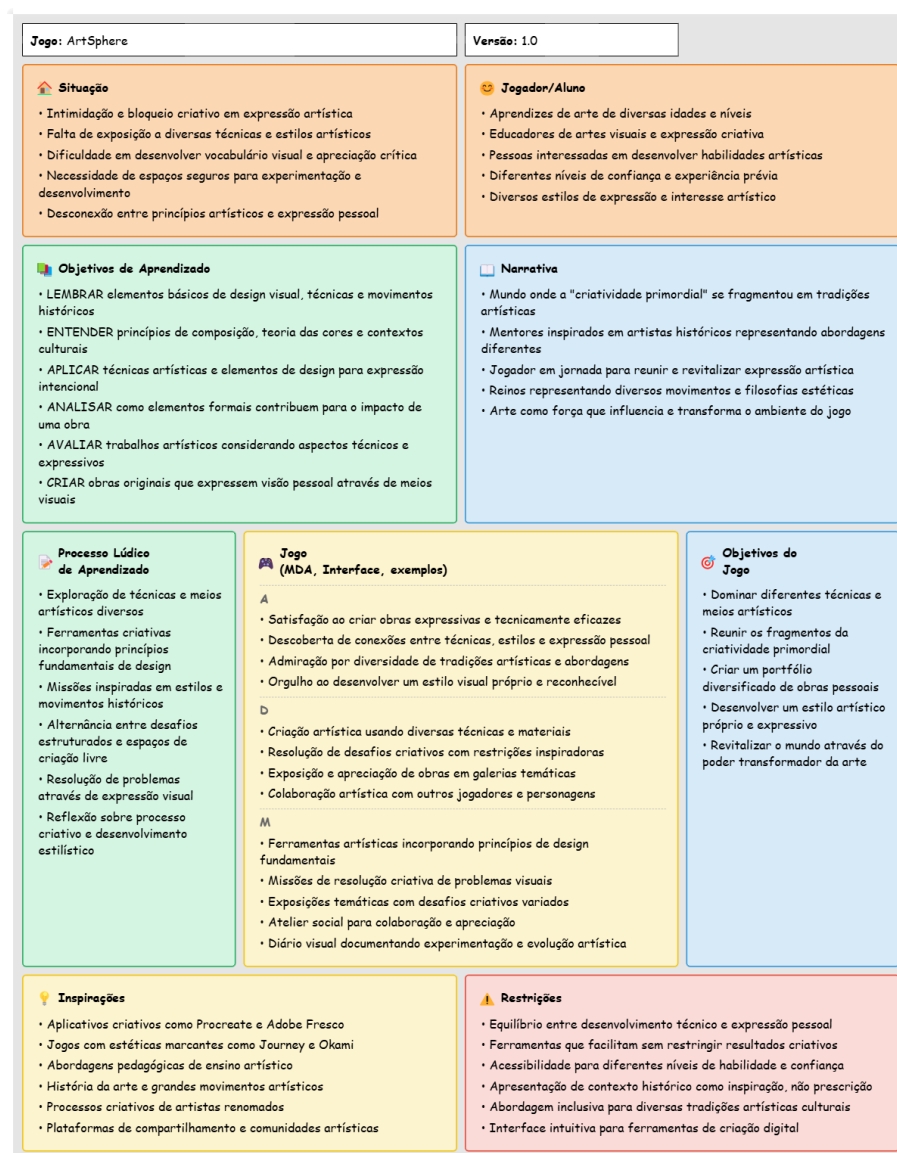 Jogo: ArtSphere
Versão: 1.0
Situação
• Intimidação e bloqueio criativo em expressão artística
• Falta de exposição a diversas técnicas e estilos artísticos
• Dificuldade em desenvolver vocabulário visual e apreciação crítica
• Necessidade de espaços seguros para experimentação e
desenvolvimento
• Desconexão entre princípios artísticos e expressão pessoal
Jogador/Aluno
• Aprendizes de arte de diversas idades e níveis
• Educadores de artes visuais e expressão criativa
• Pessoas interessadas em desenvolver habilidades artísticas
• Diferentes níveis de confiança e experiência prévia
• Diversos estilos de expressão e interesse artístico
Objetivos de Aprendizado
• LEMBRAR elementos básicos de design visual, técnicas e movimentos
históricos
• ENTENDER princípios de composição, teoria das cores e contextos
culturais
• APLICAR técnicas artísticas e elementos de design para expressão
intencional
• ANALISAR como elementos formais contribuem para o impacto de
uma obra
• AVALIAR trabalhos artísticos considerando aspectos técnicos e
expressivos
• CRIAR obras originais que expressem visão pessoal através de meios
visuais
Narrativa
• Mundo onde a "criatividade primordial" se fragmentou em tradições
artísticas
• Mentores inspirados em artistas históricos representando abordagens
diferentes
• Jogador em jornada para reunir e revitalizar expressão artística
• Reinos representando diversos movimentos e filosofias estéticas
• Arte como força que influencia e transforma o ambiente do jogo
Processo Lúdico
de Aprendizado
• Exploração de técnicas e meios
artísticos diversos
• Ferramentas criativas
incorporando princípios
fundamentais de design
• Missões inspiradas em estilos e
movimentos históricos
• Alternância entre desafios
estruturados e espaços de
criação livre
• Resolução de problemas
através de expressão visual
• Reflexão sobre processo
criativo e desenvolvimento
estilístico
Jogo
(MDA, Interface, exemplos)
A
• Satisfação ao criar obras expressivas e tecnicamente eficazes
• Descoberta de conexões entre técnicas, estilos e expressão pessoal
• Admiração por diversidade de tradições artísticas e abordagens
• Orgulho ao desenvolver um estilo visual próprio e reconhecível
D
• Criação artística usando diversas técnicas e materiais
• Resolução de desafios criativos com restrições inspiradoras
• Exposição e apreciação de obras em galerias temáticas
• Colaboração artística com outros jogadores e personagens
M
• Ferramentas artísticas incorporando princípios de design
fundamentais
• Missões de resolução criativa de problemas visuais
• Exposições temáticas com desafios criativos variados
• Atelier social para colaboração e apreciação
• Diário visual documentando experimentação e evolução artística
Objetivos do
Jogo
• Dominar diferentes técnicas e
meios artísticos
• Reunir os fragmentos da
criatividade primordial
• Criar um portfólio
diversificado de obras pessoais
• Desenvolver um estilo artístico
próprio e expressivo
• Revitalizar o mundo através do
poder transformador da arte
Inspirações
• Aplicativos criativos como Procreate e Adobe Fresco
• Jogos com estéticas marcantes como Journey e Okami
• Abordagens pedagógicas de ensino artístico
• História da arte e grandes movimentos artísticos
• Processos criativos de artistas renomados
• Plataformas de compartilhamento e comunidades artísticas
Restrições
• Equilíbrio entre desenvolvimento técnico e expressão pessoal
• Ferramentas que facilitam sem restringir resultados criativos
• Acessibilidade para diferentes níveis de habilidade e confiança
• Apresentação de contexto histórico como inspiração, não prescrição
• Abordagem inclusiva para diversas tradições artísticas culturais
• Interface intuitiva para ferramentas de criação digital